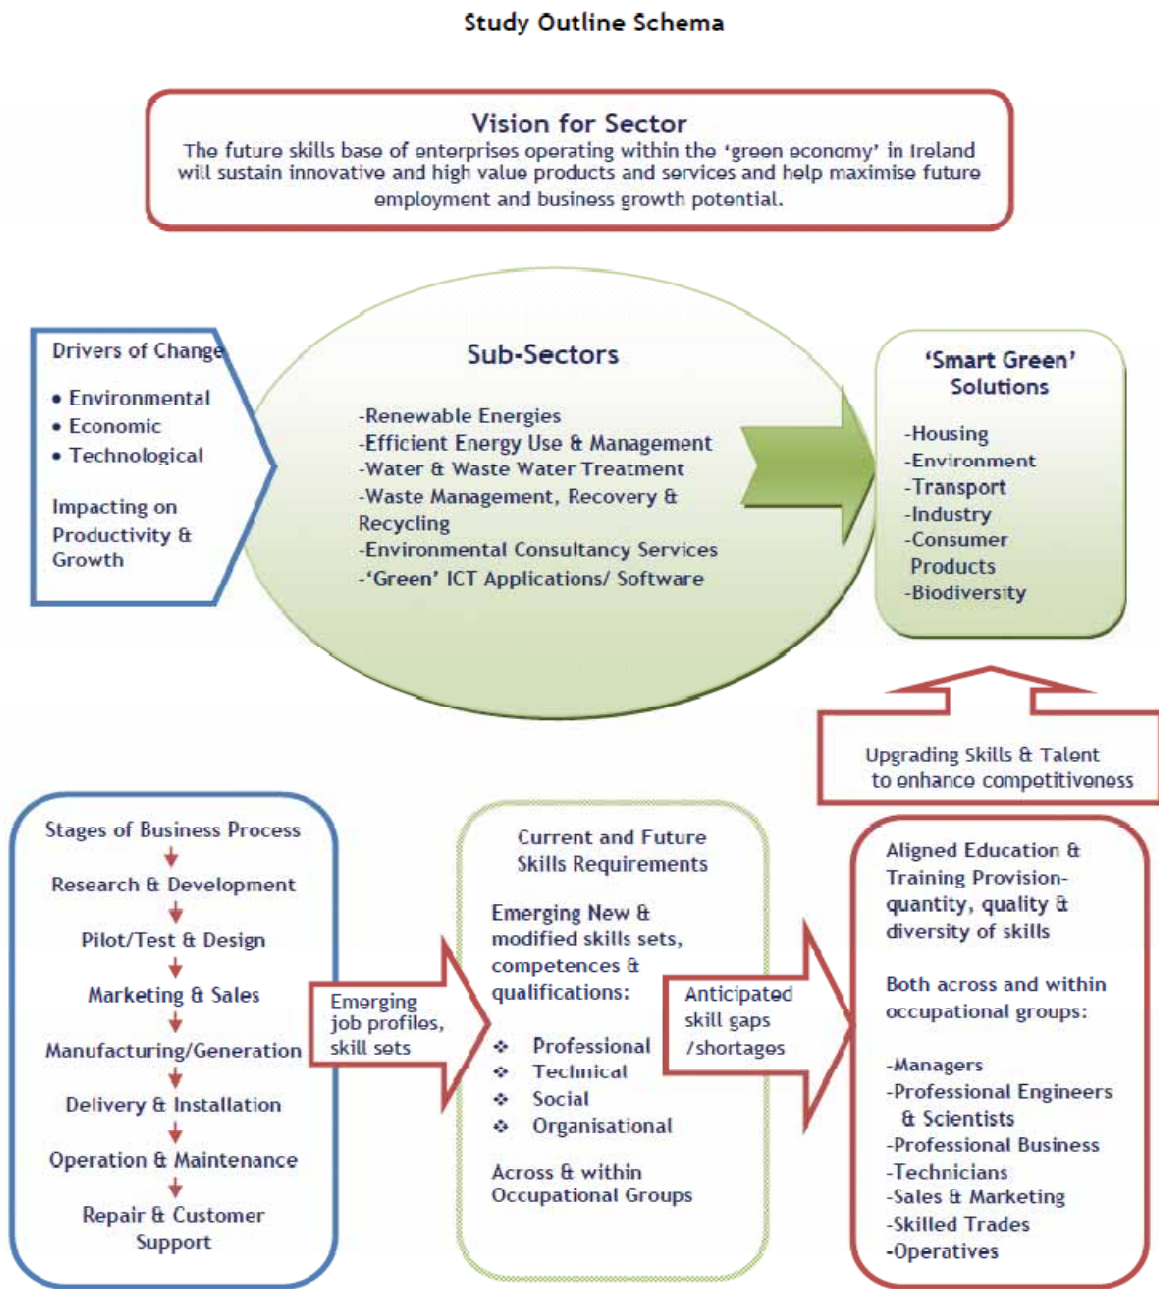 Study Outline Schema
Vision for Sector
The future skills base of enterprises operating within the ‘green economy’ in Ireland
will sustain innovative and high value products and services and help maximise future
employment and business growth potential.
Drivers of Change
• Environmental
• Economic
• Technological
Impacting on
Productivity &
Growth
Sub-Sectors
-Renewable Energies
-Efficient Energy Use & Management
-Water & Waste Water Treatment
-Waste Management, Recovery &
Recycling
-Environmental Consultancy Services
-‘Green’ ICT Applications/ Software
‘Smart Green’
Solutions
-Housing
-Environment
-Transport
-Industry
-Consumer
Products
-Biodiversity
Upgrading Skills & Talent
to enhance competitiveness
Stages of Business Process
Research & Development
Pilot/Test & Design
Marketing & Sales
Manufacturing/Generation
Delivery & Installation
Operation & Maintenance
Repair & Customer
Support
Emerging
job profiles,
skill sets
Current and Future
Skills Requirements
Emerging New &
modified skills sets,
competences &
qualifications:
❖ Professional
❖ Technical
❖ Social
❖ Organisational
Across & within
Occupational Groups
Anticipated
skill gaps
/shortages
Aligned Education &
Training Provision-
quantity, quality &
diversity of skills
Both across and within
occupational groups:
-Managers
-Professional Engineers
& Scientists
-Professional Business
-Technicians
-Sales & Marketing
-Skilled Trades
-Operatives